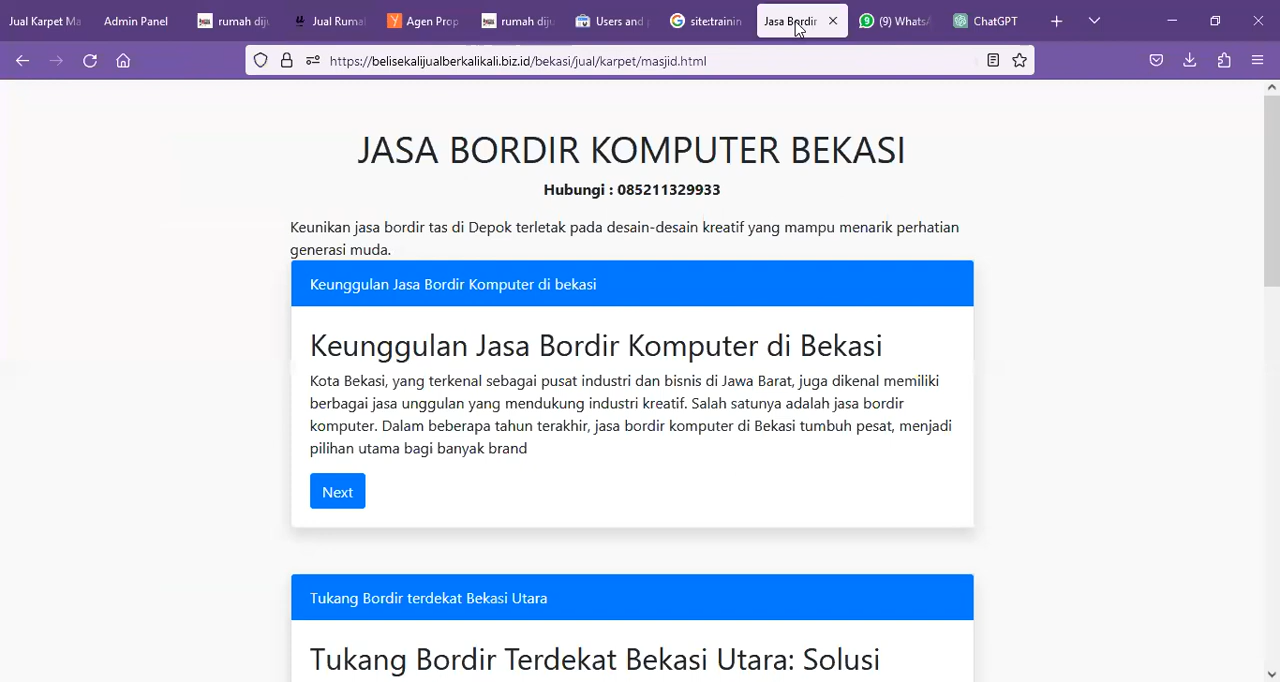 Jual Karpet Ma
Admin Panel
rumah diju
Jual Ruma
Agen Prop
rumah diju
Users and p
sitetrainin
Jasa Bordir
(9) WhatsA
ChatGPT
https://belisekalijualberkalikali.biz.id/bekasi/jual/karpet/masjid.html
JASA BORDIR KOMPUTER BEKASI
Hubungi : 085211329933
Keunikan jasa bordir tas di Depok terletak pada desain-desain kreatif yang mampu menarik perhatian
generasi muda.
Keunggulan Jasa Bordir Komputer di bekasi
Keunggulan Jasa Bordir Komputer di Bekasi
Kota Bekasi, yang terkenal sebagai pusat industri dan bisnis di Jawa Barat, juga dikenal memiliki
berbagai jasa unggulan yang mendukung industri kreatif. Salah satunya adalah jasa bordir
komputer. Dalam beberapa tahun terakhir, jasa bordir komputer di Bekasi tumbuh pesat, menjadi
pilihan utama bagi banyak brand
Next
Tukang Bordir terdekat Bekasi Utara
Tukang Bordir Terdekat Bekasi Utara: Solusi